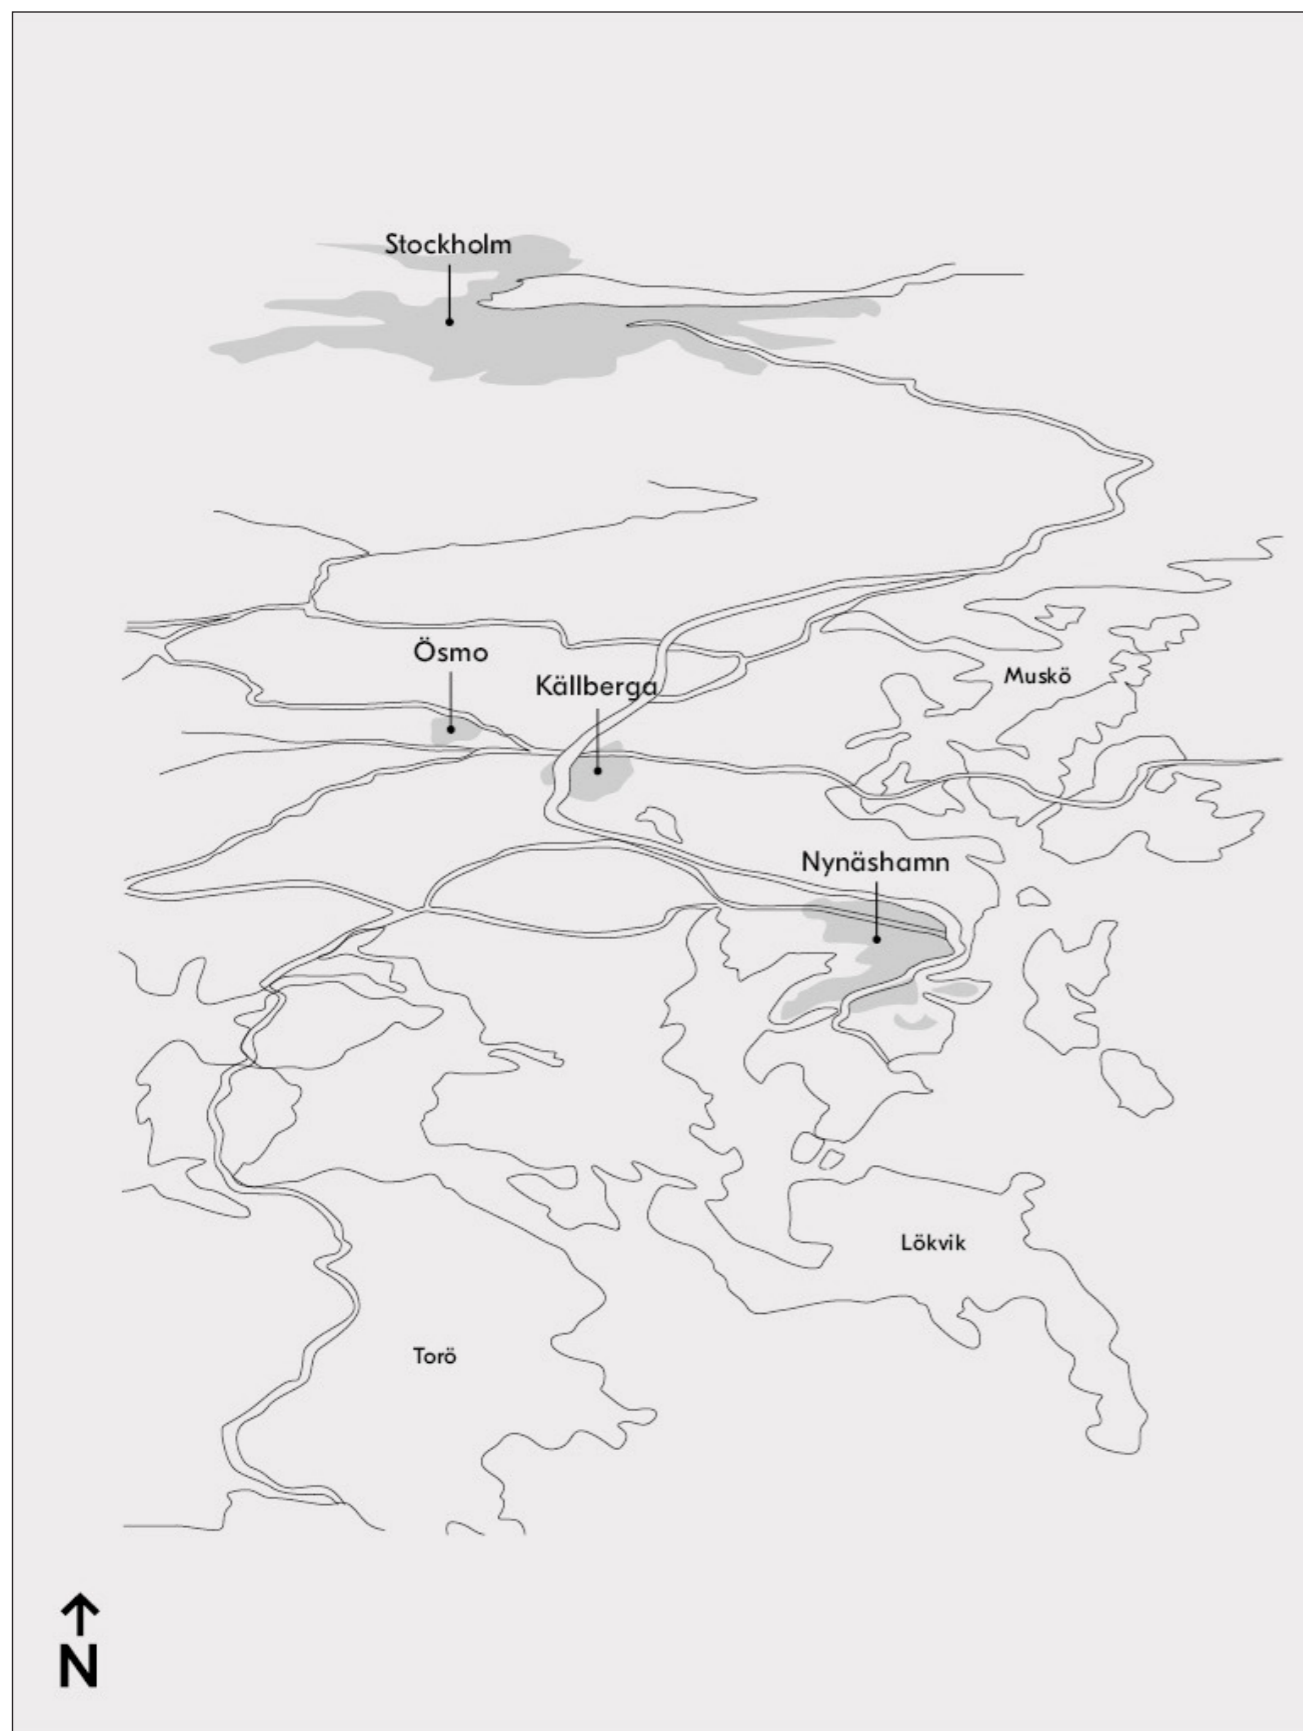 Stockholm
Ösmo
Källberga
Muskö
Nynäshamn
Lökvik
Torö
N